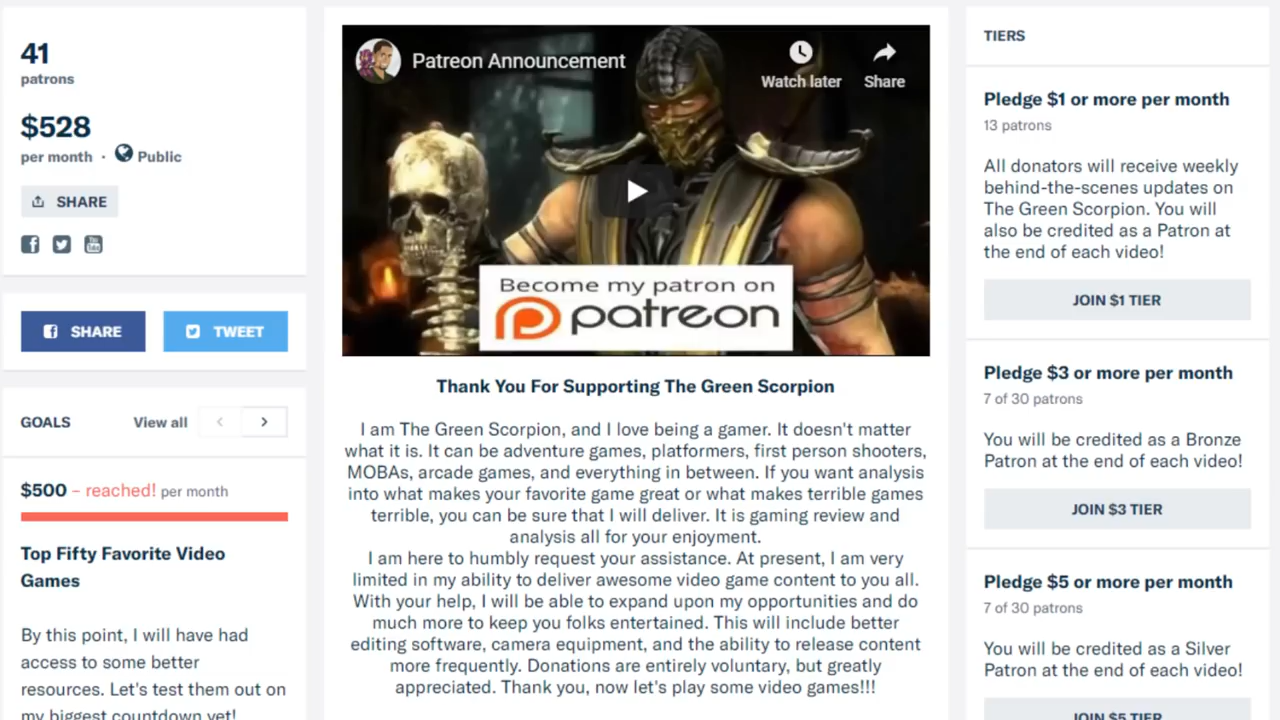 41
patrons
$528
per month · Public
SHARE
SHARE
TWEET
GOALS
View all
$500 – reached! per month
Top Fifty Favorite Video
Games
By this point, I will have had
access to some better
resources. Let's test them out on
my biggest countdown yet!
Patreon Announcement
Watch later
Share
Become my patron on
patreon
Thank You For Supporting The Green Scorpion
I am The Green Scorpion, and I love being a gamer. It doesn't matter
what it is. It can be adventure games, platformers, first person shooters,
MOBAs, arcade games, and everything in between. If you want analysis
into what makes your favorite game great or what makes terrible games
terrible, you can be sure that I will deliver. It is gaming review and
analysis all for your enjoyment.
I am here to humbly request your assistance. At present, I am very
limited in my ability to deliver awesome video game content to you all.
With your help, I will be able to expand upon my opportunities and do
much more to keep you folks entertained. This will include better
editing software, camera equipment, and the ability to release content
more frequently. Donations are entirely voluntary, but greatly
appreciated. Thank you, now let's play some video games!!!
TIERS
Pledge $1 or more per month
13 patrons
All donators will receive weekly
behind-the-scenes updates on
The Green Scorpion. You will
also be credited as a Patron at
the end of each video!
JOIN $1 TIER
Pledge $3 or more per month
7 of 30 patrons
You will be credited as a Bronze
Patron at the end of each video!
JOIN $3 TIER
Pledge $5 or more per month
7 of 30 patrons
You will be credited as a Silver
Patron at the end of each video!
JOIN $5 TIER